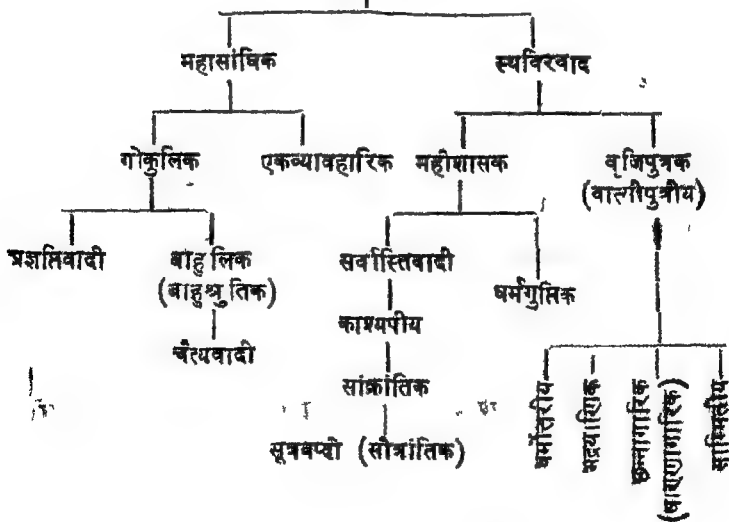 महासांघिक स्थविरवाद
गोकुलिक एकव्यावहारिक महीशासक वृजिपुत्रक
(वात्सीपुत्रीय)
प्रज्ञप्तिवादी बाहुलिक सर्वास्तिवादी
(बाहुश्रुतिक) धर्मगुप्तिक
काश्यपीय
चैत्यवादी
सांक्रांतिक
सूत्रवादी (सौत्रांतिक)
धर्मोत्तरीय
भद्रयाणिक
छन्नागारिक
(षाण्णागारिक)
साम्मितीय